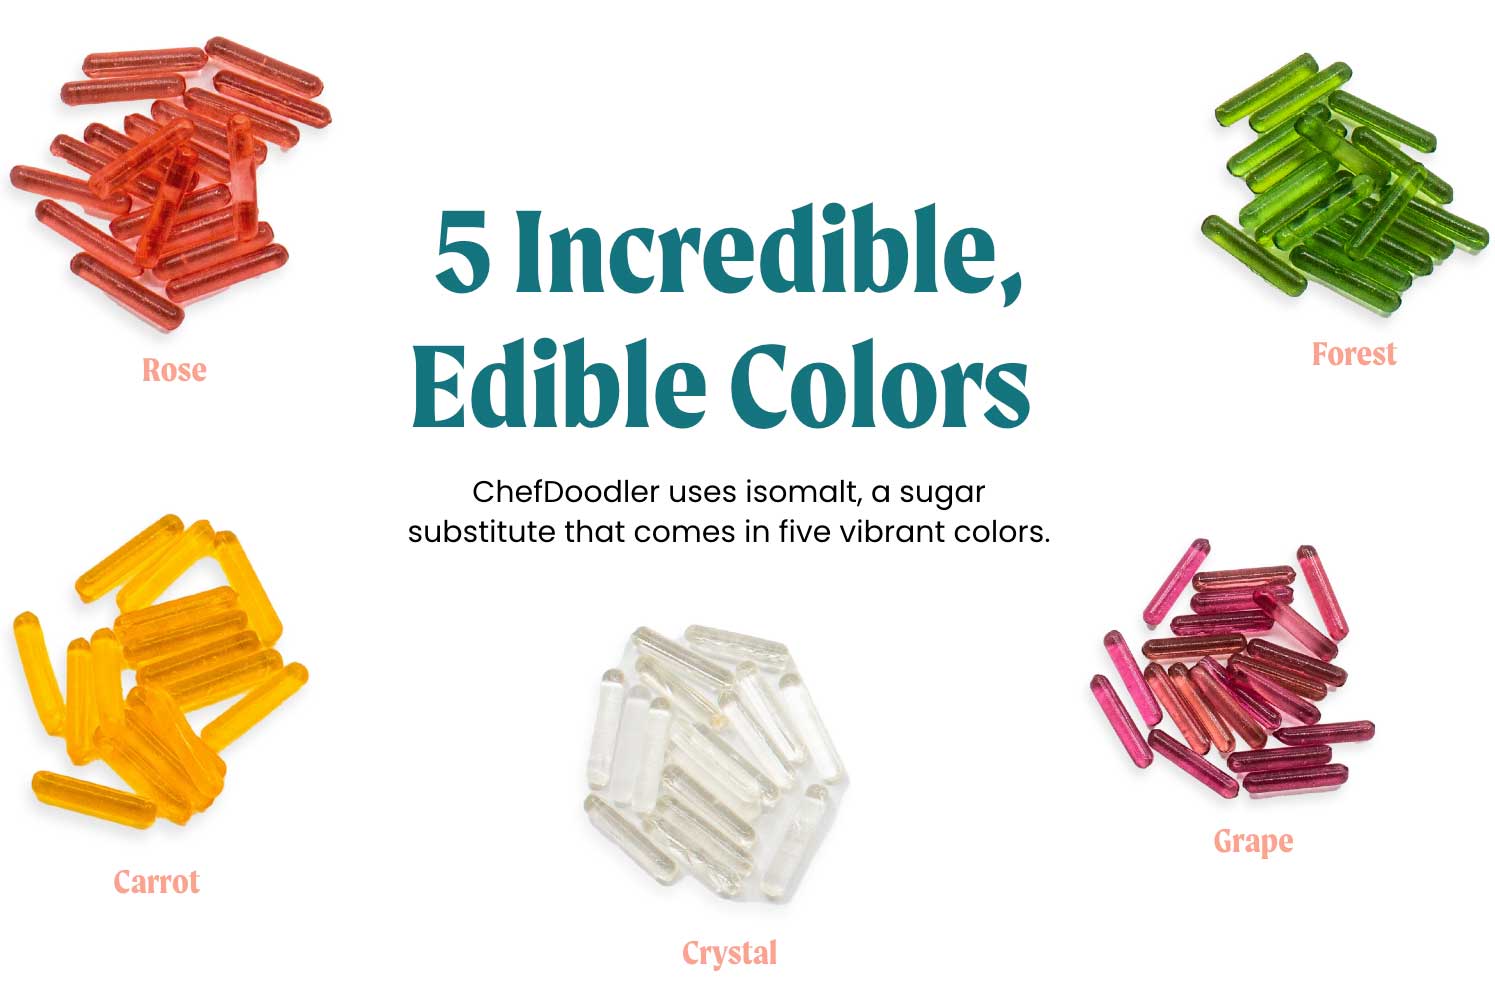 5 Incredible,
Edible Colors
ChefDoodler uses isomalt, a sugar
substitute that comes in five vibrant colors.
Rose
Forest
Carrot
Crystal
Grape